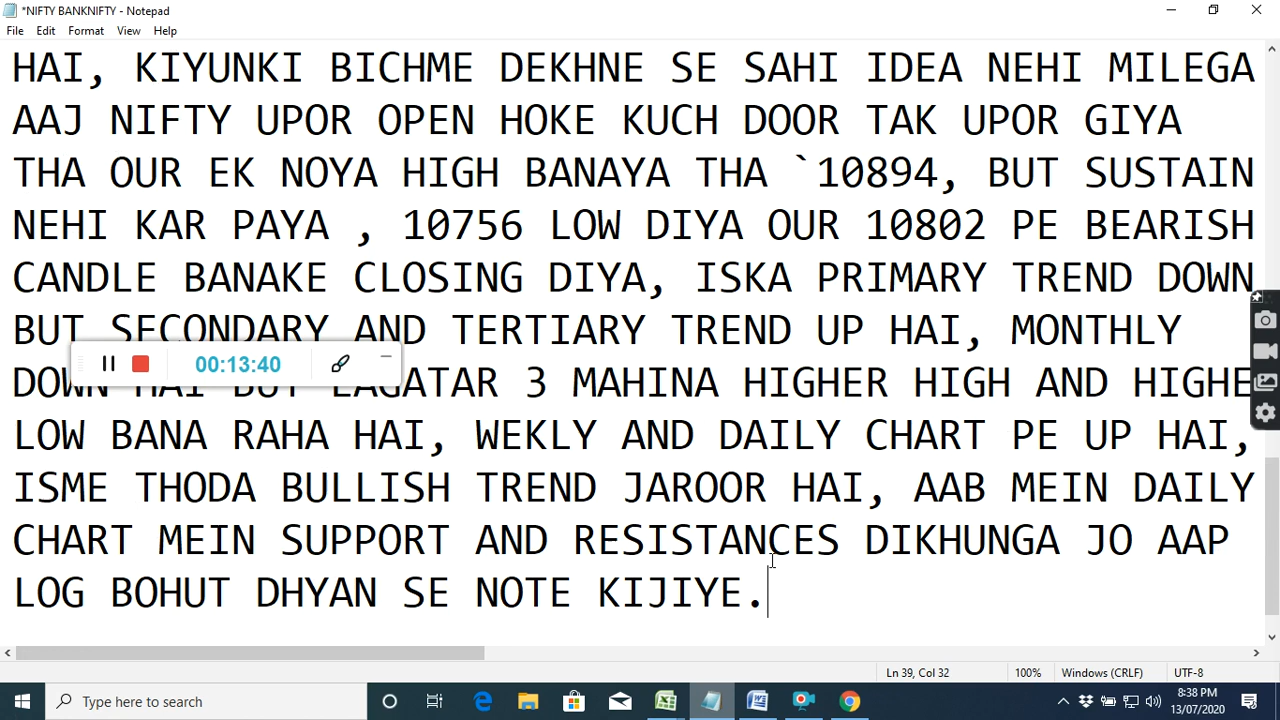 *NIFTY BANKNIFTY - Notepad
File Edit Format View Help
HAI, KIYUNKI BICHME DEKHNE SE SAHI IDEA NEHI MILEGA
AAJ NIFTY UPOR OPEN HOKE KUCH DOOR TAK UPOR GIYA
THA OUR EK NOYA HIGH BANAYA THA `10894, BUT SUSTAIN
NEHI KAR PAYA , 10756 LOW DIYA OUR 10802 PE BEARISH
CANDLE BANAKE CLOSING DIYA, ISKA PRIMARY TREND DOWN
BUT SECONDARY AND TERTIARY TREND UP HAI, MONTHLY
00:13:40
DOWN HAI BUT LAGATAR 3 MAHINA HIGHER HIGH AND HIGHE
LOW BANA RAHA HAI, WEKLY AND DAILY CHART PE UP HAI,
ISME THODA BULLISH TREND JAROOR HAI, AAB MEIN DAILY
CHART MEIN SUPPORT AND RESISTANCES DIKHUNGA JO AAP
LOG BOHUT DHYAN SE NOTE KIJIYE.
Ln 39, Col 32 100% Windows (CRLF) UTF-8
Type here to search
8:38 PM
13/07/2020